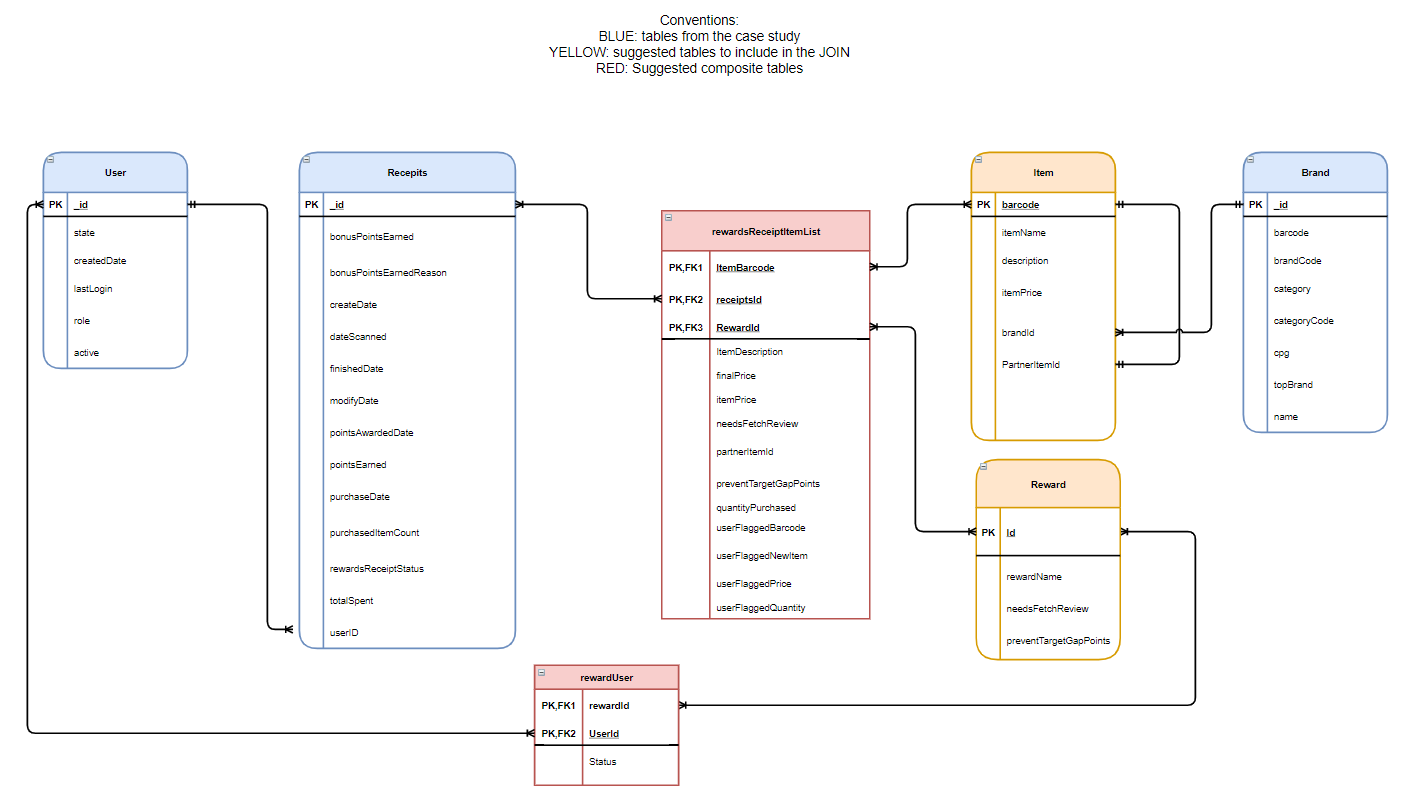 Conventions:
BLUE: tables from the case study
YELLOW: suggested tables to include in the JOIN
RED: Suggested composite tables
User
PK _id
state
createdDate
lastLogin
role
active
Recepits
PK _id
bonusPointsEarned
bonusPointsEarnedReason
createDate
dateScanned
finishedDate
modifyDate
pointsAwardedDate
pointsEarned
purchaseDate
purchasedItemCount
rewardsReceiptStatus
totalSpent
userID
rewardsReceiptItemList
PK,FK1 ItemBarcode
PK,FK2 receiptsId
PK,FK3 RewardId
ItemDescription
finalPrice
itemPrice
needsFetchReview
partnerItemId
preventTargetGapPoints
quantityPurchased
userFlaggedBarcode
userFlaggedNewItem
userFlaggedPrice
userFlaggedQuantity
Item
PK barcode
itemName
description
itemPrice
brandId
PartnerItemId
Brand
PK _id
barcode
brandCode
category
categoryCode
cpg
topBrand
name
Reward
PK Id
rewardName
needsFetchReview
preventTargetGapPoints
rewardUser
PK,FK1 rewardId
PK,FK2 UserId
Status